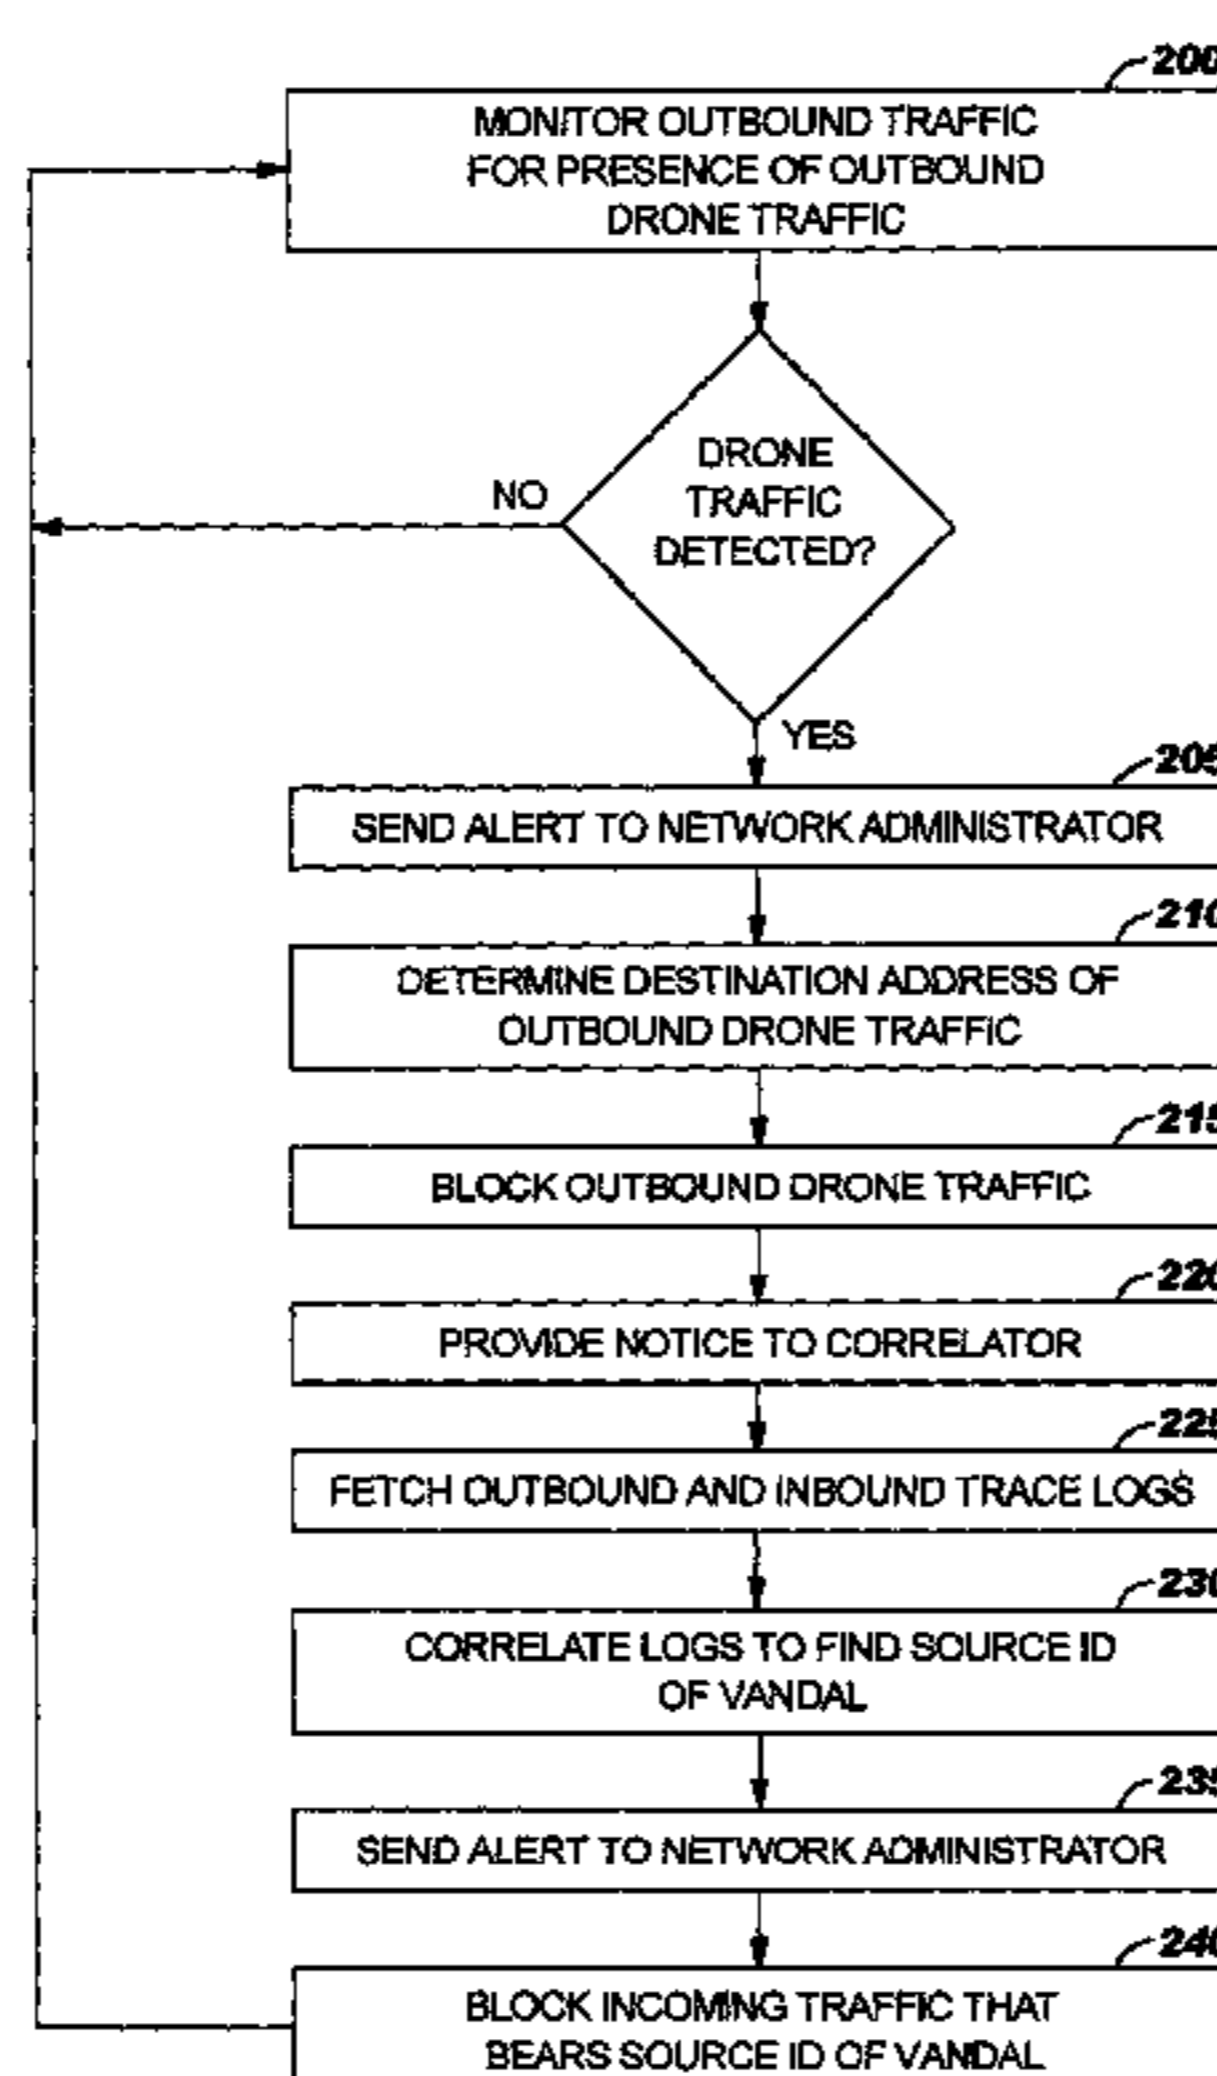 200
MONITOR OUTBOUND TRAFFIC
FOR PRESENCE OF OUTBOUND
DRONE TRAFFIC
DRONE
TRAFFIC
DETECTED?
NO
YES
205
SEND ALERT TO NETWORK ADMINISTRATOR
210
DETERMINE DESTINATION ADDRESS OF
OUTBOUND DRONE TRAFFIC
215
BLOCK OUTBOUND DRONE TRAFFIC
220
PROVIDE NOTICE TO CORRELATOR
225
FETCH OUTBOUND AND INBOUND TRACE LOGS
230
CORRELATE LOGS TO FIND SOURCE ID
OF VANDAL
235
SEND ALERT TO NETWORK ADMINISTRATOR
240
BLOCK INCOMING TRAFFIC THAT
BEARS SOURCE ID OF VANDAL